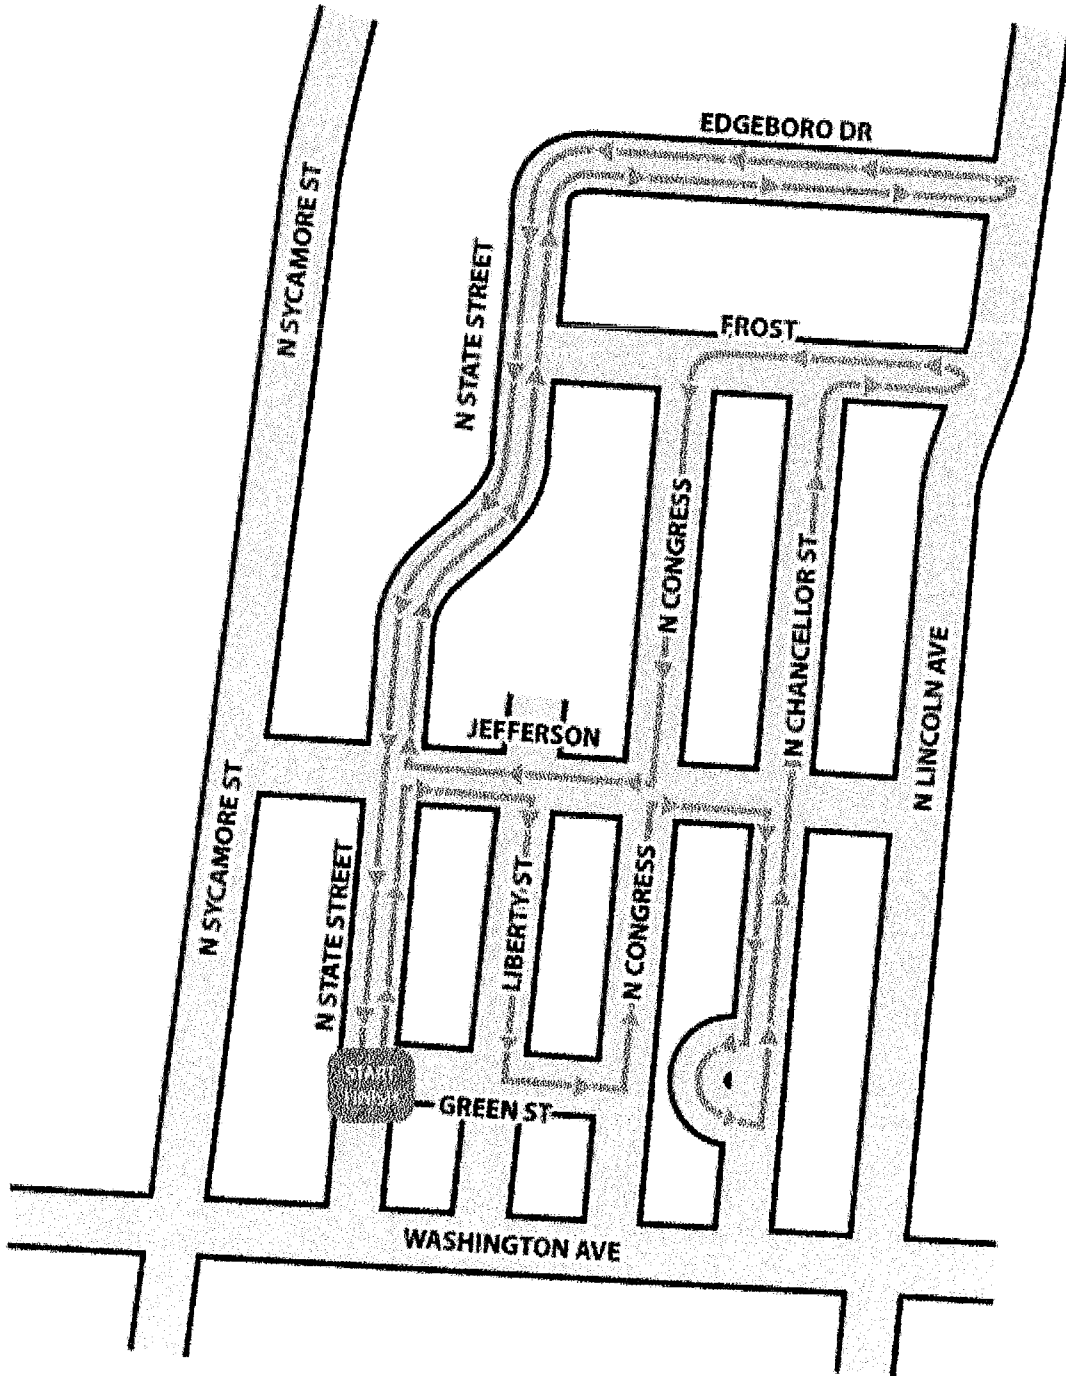 EDGEBORO DR
N SYCAMORE ST
N STATE STREET
FROST
N CONGRESS
N CHANCELLOR ST
N LINCOLN AVE
JEFFERSON
N SYCAMORE ST
N STATE STREET
LIBERTY ST
N CONGRESS
START
GREEN ST
WASHINGTON AVE